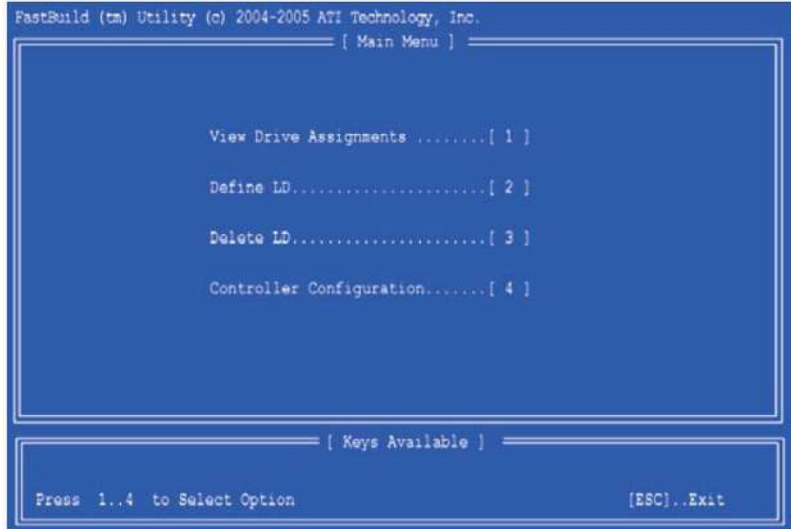 FastBuild (tm) Utility (c) 2004-2005 ATI Technology, Inc.
[ Main Menu ]
View Drive Assignments ........[ 1 ]
Define LD.......................[ 2 ]
Delete LD.......................[ 3 ]
Controller Configuration.......[ 4 ]
[ Keys Available ]
Press 1..4 to Select Option [ESC]..Exit